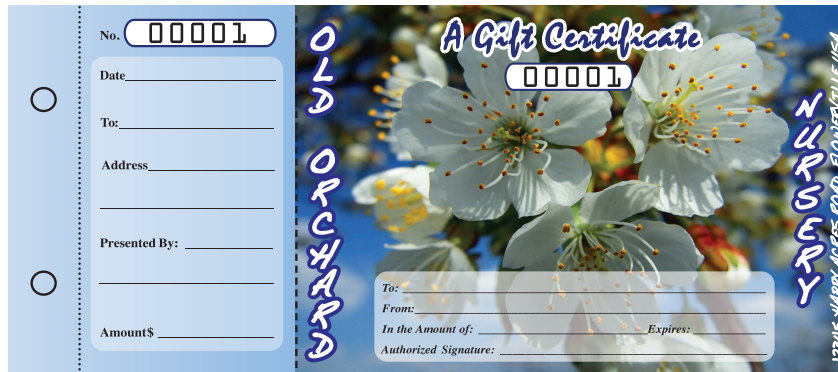 No. 00001
Date
To:
Address
Presented By:
Amount$
OLD ORCHARD
A Gift Certificate
00001
To:
From:
In the Amount of: Expires:
Authorized Signature:
NURSERY